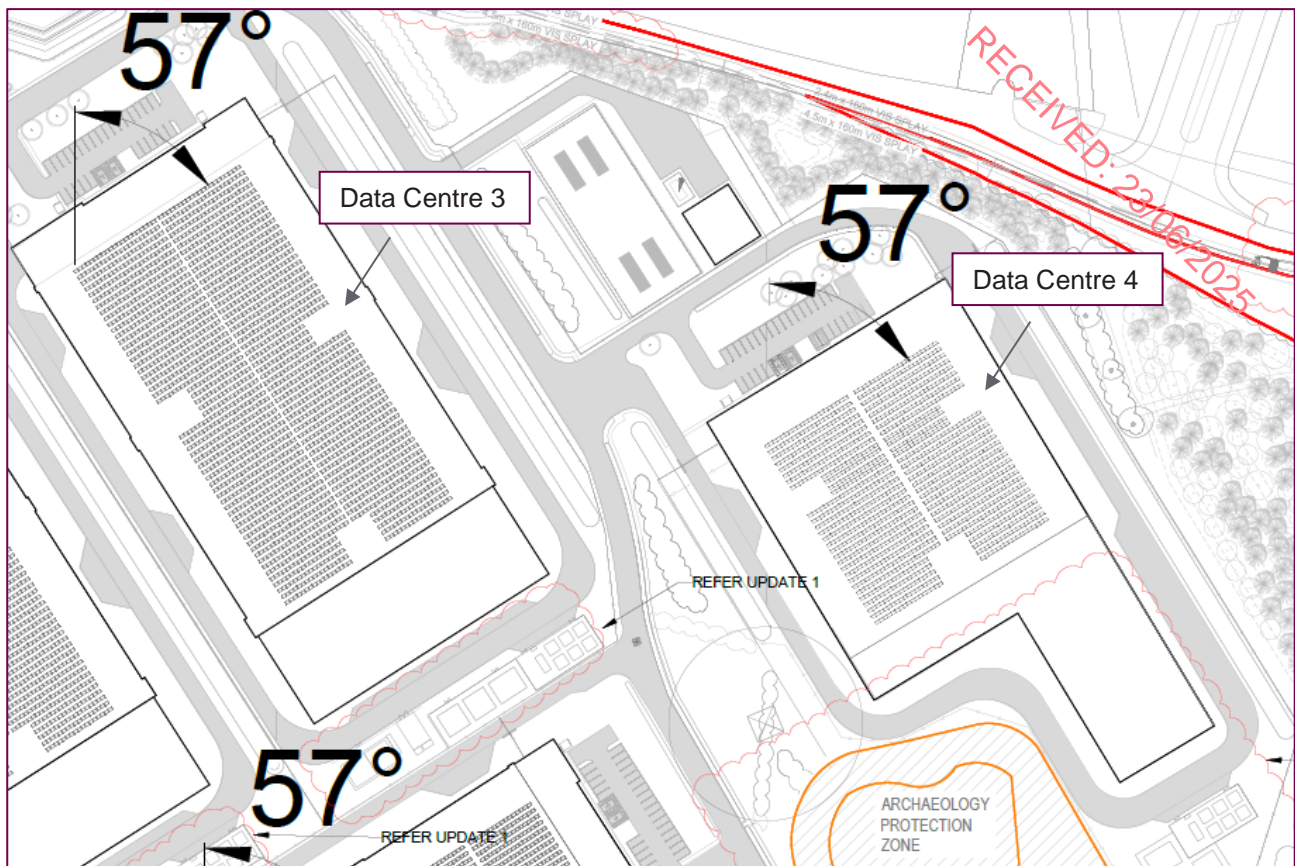 57°
.5m x 160m VIS SPLAY
RECEIVED: 23/06/2025
2.4m x 160m VIS SPLAY
4.5m x 160m VIS SPLAY
Data Centre 3
57°
Data Centre 4
REFER UPDATE 1
57°
REFER UPDATE 1
ARCHAEOLOGY
PROTECTION
ZONE